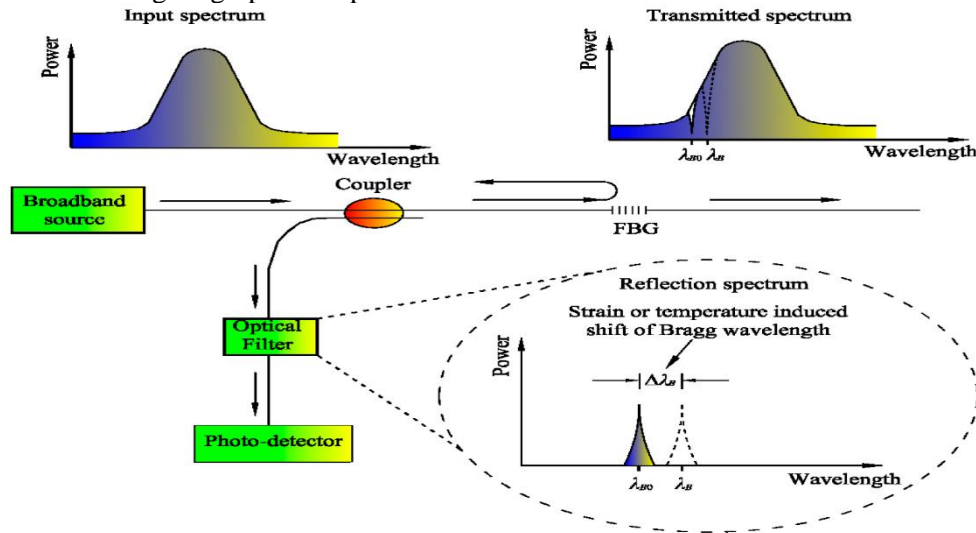 Input spectrum
Transmitted spectrum
Power
Wavelength
Power
λB0 λB
Wavelength
Broadband
source
Coupler
FBG
Optical
Filter
Photo-detector
Reflection spectrum
Strain or temperature induced
shift of Bragg wavelength
Power
ΔλB
λB0 λB
Wavelength